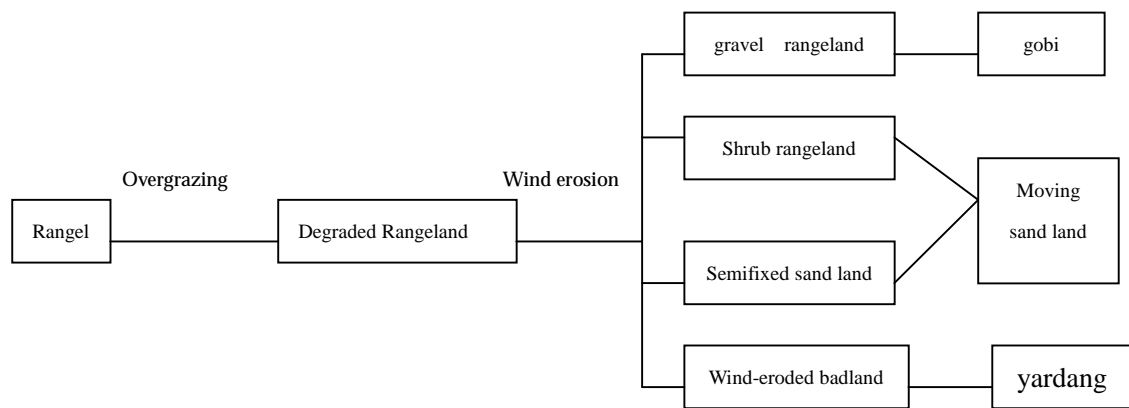 gravel rangeland
gobi
Shrub rangeland
Overgrazing
Wind erosion
Moving
sand land
Rangel
Degraded Rangeland
Semifixed sand land
Wind-eroded badland
yardang